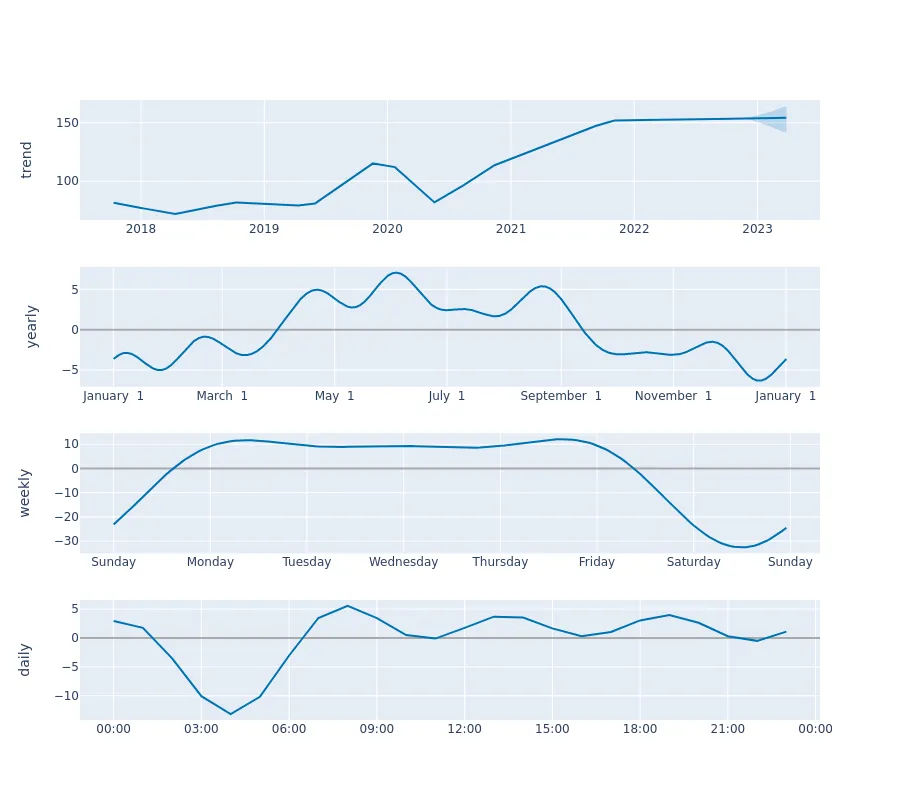 trend
150
100
2018 2019 2020 2021 2022 2023
yearly
5
0
−5
January 1 March 1 May 1 July 1 September 1 November 1 January 1
weekly
10
0
−10
−20
−30
Sunday Monday Tuesday Wednesday Thursday Friday Saturday Sunday
daily
5
0
−5
−10
00:00 03:00 06:00 09:00 12:00 15:00 18:00 21:00 00:00